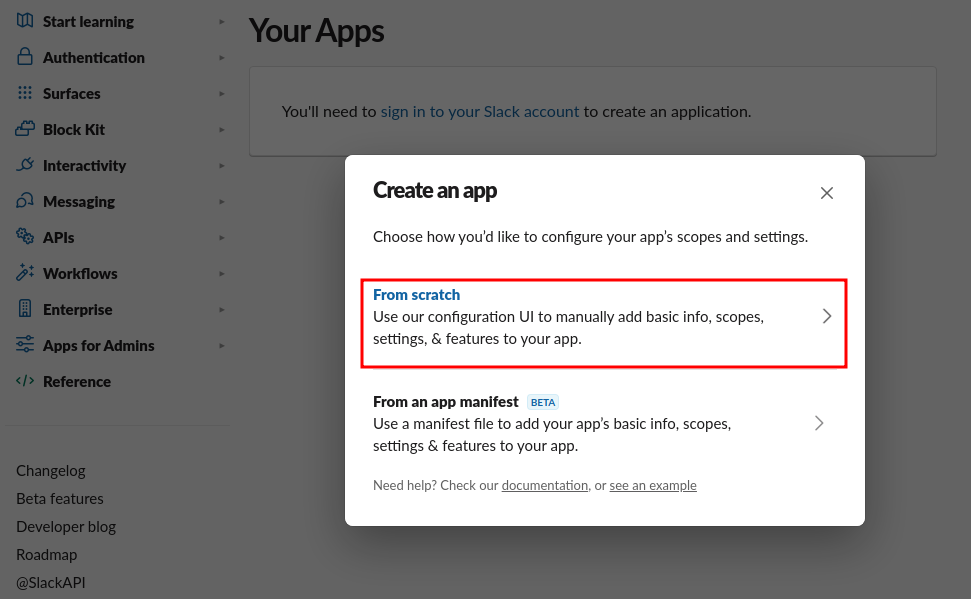 Start learning
Authentication
Surfaces
Block Kit
Interactivity
Messaging
APIs
Workflows
Enterprise
Apps for Admins
Reference
Changelog
Beta features
Developer blog
Roadmap
@SlackAPI
Your Apps
You'll need to sign in to your Slack account to create an application.
Create an app
Choose how you’d like to configure your app’s scopes and settings.
From scratch
Use our configuration UI to manually add basic info, scopes,
settings, & features to your app.
From an app manifest BETA
Use a manifest file to add your app’s basic info, scopes,
settings & features to your app.
Need help? Check our documentation, or see an example